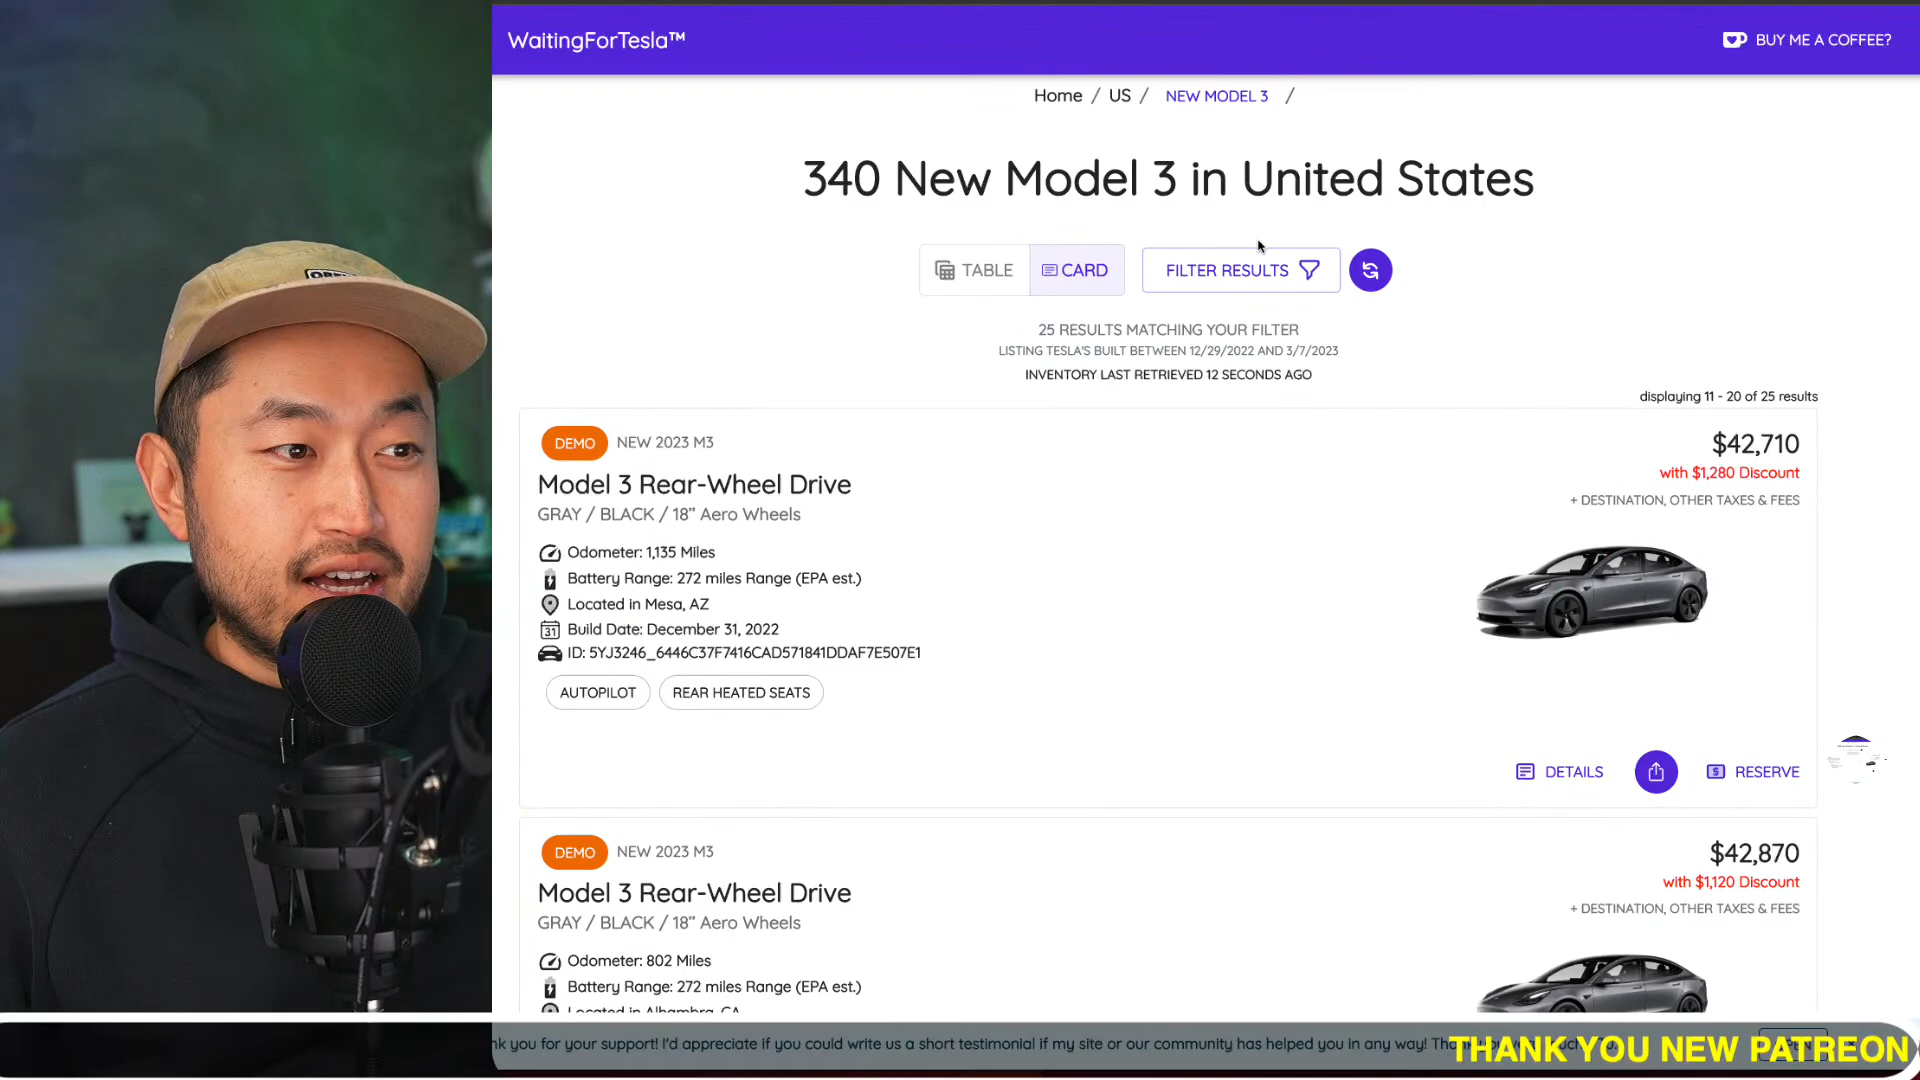 WaitingForTesla™
BUY ME A COFFEE?
Home / US / NEW MODEL 3 /
340 New Model 3 in United States
TABLE
CARD
FILTER RESULTS
25 RESULTS MATCHING YOUR FILTER
LISTING TESLA'S BUILT BETWEEN 12/29/2022 AND 3/7/2023
INVENTORY LAST RETRIEVED 12 SECONDS AGO
displaying 11 - 20 of 25 results
DEMO NEW 2023 M3
$42,710
with $1,280 Discount
+ DESTINATION, OTHER TAXES & FEES
Model 3 Rear-Wheel Drive
GRAY / BLACK / 18” Aero Wheels
Odometer: 1,135 Miles
Battery Range: 272 miles Range (EPA est.)
Located in Mesa, AZ
31 Build Date: December 31, 2022
ID: 5YJ3246_6446C37F7416CAD571841DDAF7E507E1
AUTOPILOT
REAR HEATED SEATS
DETAILS
RESERVE
DEMO NEW 2023 M3
$42,870
with $1,120 Discount
+ DESTINATION, OTHER TAXES & FEES
Model 3 Rear-Wheel Drive
GRAY / BLACK / 18” Aero Wheels
Odometer: 802 Miles
Battery Range: 272 miles Range (EPA est.)
Located in Alhambra, CA
nk you for your support! I'd appreciate if you could write us a short testimonial if my site or our community has helped you in any way!
THANK YOU NEW PATREON